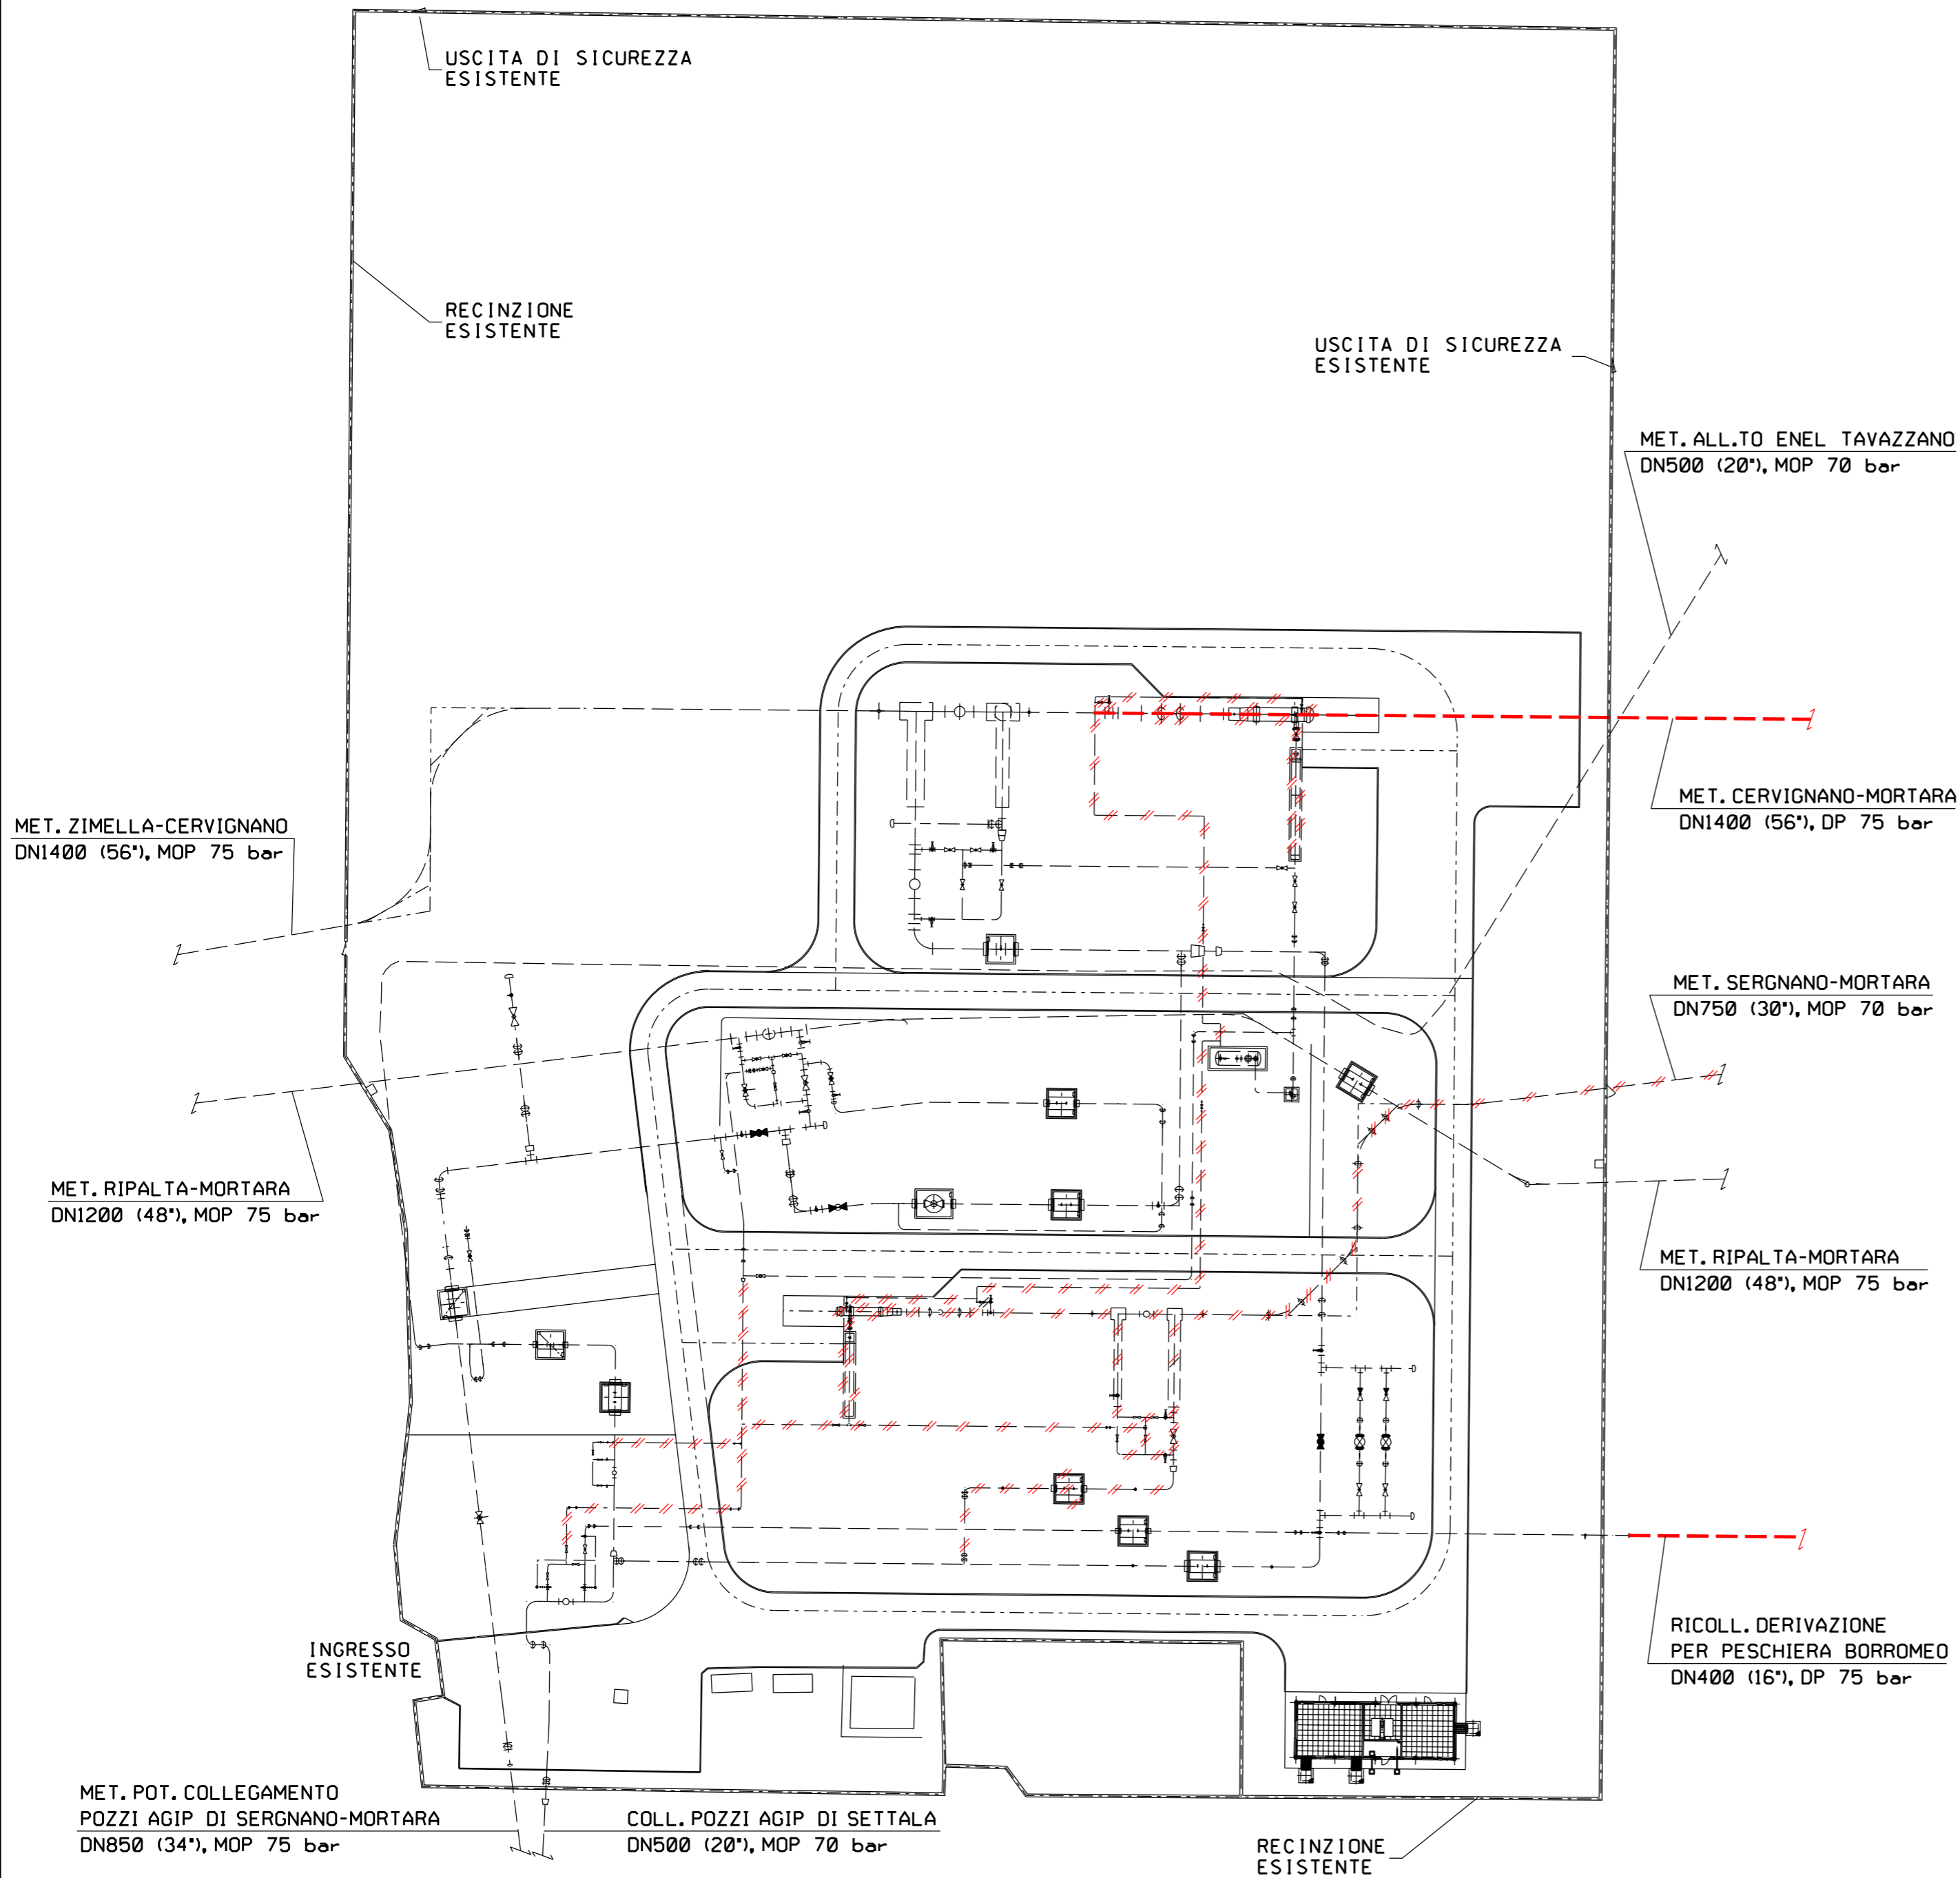 USCITA DI SICUREZZA
ESISTENTE
RECINZIONE
ESISTENTE
USCITA DI SICUREZZA
ESISTENTE
MET. ALL.TO ENEL TAVAZZANO
DN500 (20"), MOP 70 bar
MET. CERVIGNANO-MORTARA
DN1400 (56"), DP 75 bar
MET. ZIMELLA-CERVIGNANO
DN1400 (56"), MOP 75 bar
MET. SERGNANO-MORTARA
DN750 (30"), MOP 70 bar
MET. RIPALTA-MORTARA
DN1200 (48"), MOP 75 bar
MET. RIPALTA-MORTARA
DN1200 (48"), MOP 75 bar
RICOLL. DERIVAZIONE
PER PESCHIERA BORROMEO
DN400 (16"), DP 75 bar
INGRESSO
ESISTENTE
MET. POT. COLLEGAMENTO
POZZI AGIP DI SERGNANO-MORTARA
DN850 (34"), MOP 75 bar
COLL. POZZI AGIP DI SETTALA
DN500 (20"), MOP 70 bar
RECINZIONE
ESISTENTE